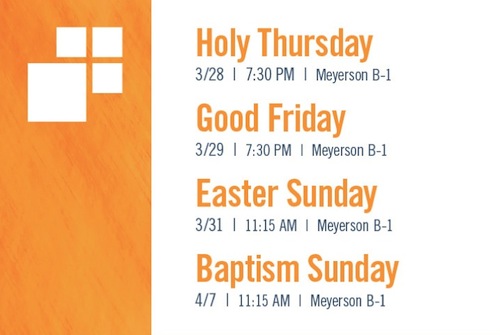 Holy Thursday
3/28 | 7:30 PM | Meyerson B-1
Good Friday
3/29 | 7:30 PM | Meyerson B-1
Easter Sunday
3/31 | 11:15 AM | Meyerson B-1
Baptism Sunday
4/7 | 11:15 AM | Meyerson B-1